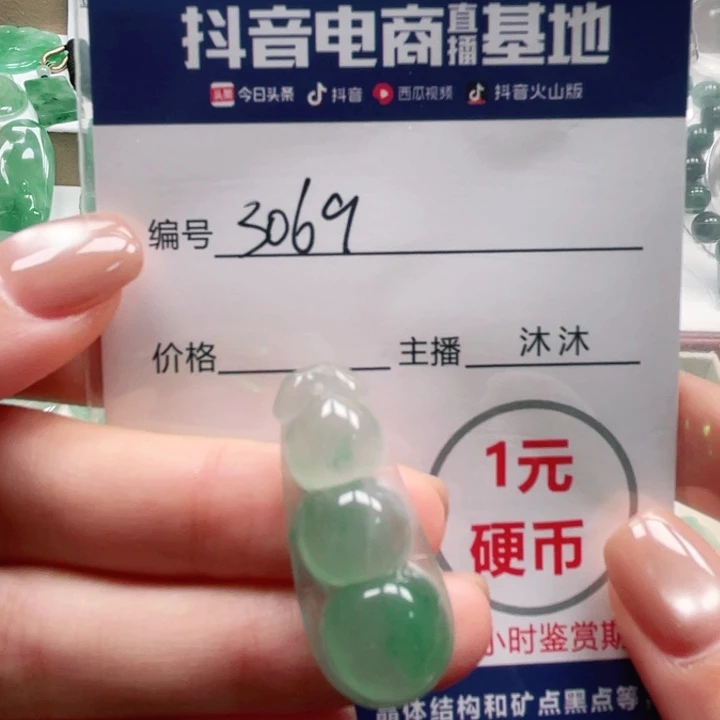 抖音电商直播基地
头条 今日头条 抖音 西瓜视频 抖音火山版
编号 3069
价格 主播 沐沐
1元
硬币
小时鉴赏期
晶体结构和矿点黑点等，